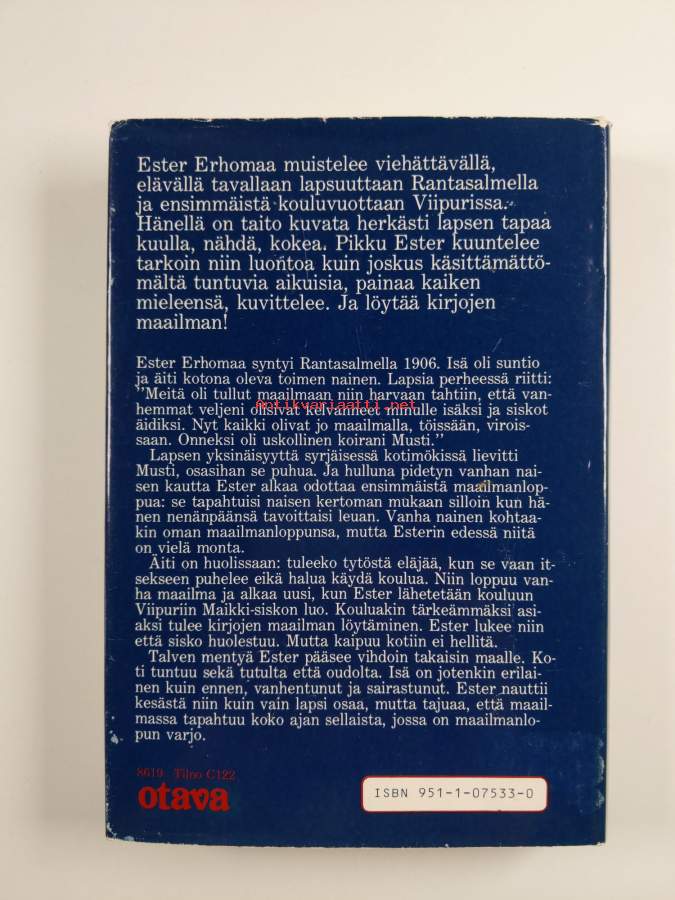 Ester Erhomaa muistelee viehättävällä,
elävällä tavallaan lapsuuttaan Rantasalmella
ja ensimmäistä kouluvuottaan Viipurissa.
Hänellä on taito kuvata herkästi lapsen tapaa
kuulla, nähdä, kokea. Pikku Ester kuuntelee
tarkoin niin luontoa kuin joskus käsittämättö-
mältä tuntuvia aikuisia, painaa kaiken
mieleensä, kuvittelee. Ja löytää kirjojen
maailman!
Ester Erhomaa syntyi Rantasalmella 1906. Isä oli suntio
ja äiti kotona oleva toimen nainen. Lapsia perheessä riitti:
"Meitä oli tullut maailmaan niin harvaan tahtiin, että van-
antikvariaatti.net
hemmat veljeni olisivat kelvanneet minulle isäksi ja siskot
äidiksi. Nyt kaikki olivat jo maailmalla, töissään, virois-
saan. Onneksi oli uskollinen koirani Musti."
Lapsen yksinäisyyttä syrjäisessä kotimökissä lievitti
Musti, osasihan se puhua. Ja hulluna pidetyn vanhan nai-
sen kautta Ester alkaa odottaa ensimmäistä maailmanlop-
pua: se tapahtuisi naisen kertoman mukaan silloin kun hä-
nen nenänpäänsä tavoittaisi leuan. Vanha nainen kohtaa-
kin oman maailmanloppunsa, mutta Esterin edessä niitä
on vielä monta.
Äiti on huolissaan: tuleeko tytöstä eläjää, kun se vaan it-
sekseen puhelee eikä halua käydä koulua. Niin loppuu van-
ha maailma ja alkaa uusi, kun Ester lähetetään kouluun
Viipuriin Maikki-siskon luo. Kouluakin tärkeämmäksi asi-
aksi tulee kirjojen maailman löytäminen. Ester lukee niin
että sisko huolestuu. Mutta kaipuu kotiin ei hellitä.
Talven mentyä Ester pääsee vihdoin takaisin maalle. Ko-
ti tuntuu sekä tutulta että oudolta. Isä on jotenkin erilai-
nen kuin ennen, vanhentunut ja sairastunut. Ester nauttii
kesästä niin kuin vain lapsi osaa, mutta tajuaa, että maail-
massa tapahtuu koko ajan sellaista, jossa on maailmanlo-
pun varjo.
8619 Tilno C122
otava
ISBN 951-1-07533-0